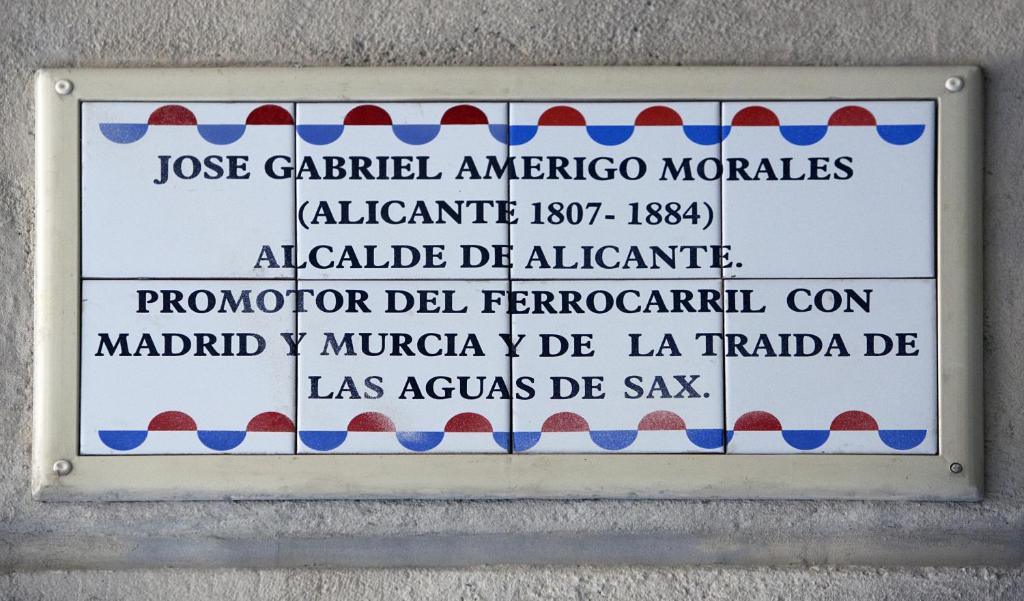 JOSE GABRIEL AMERIGO MORALES
(ALICANTE 1807- 1884)
ALCALDE DE ALICANTE.
PROMOTOR DEL FERROCARRIL CON
MADRID Y MURCIA Y DE LA TRAIDA DE
LAS AGUAS DE SAX.